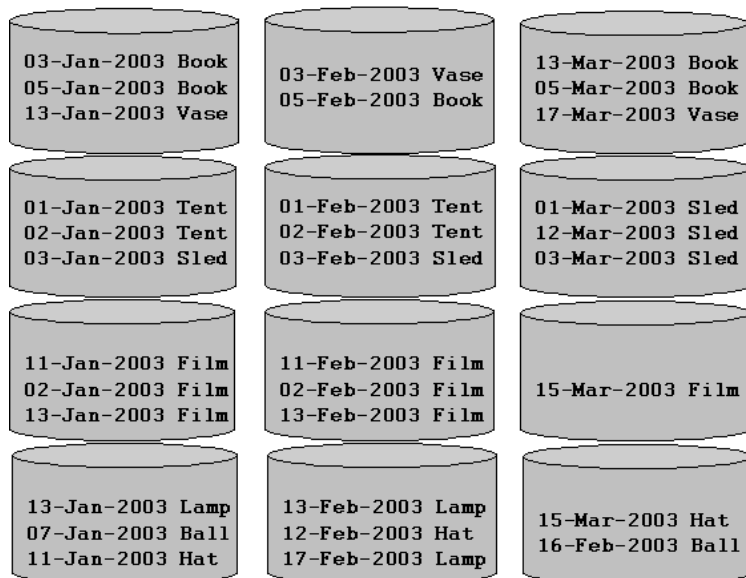 03-Jan-2003 Book
05-Jan-2003 Book
13-Jan-2003 Vase
03-Feb-2003 Vase
05-Feb-2003 Book
13-Mar-2003 Book
05-Mar-2003 Book
17-Mar-2003 Vase
01-Jan-2003 Tent
02-Jan-2003 Tent
03-Jan-2003 Sled
01-Feb-2003 Tent
02-Feb-2003 Tent
03-Feb-2003 Sled
01-Mar-2003 Sled
12-Mar-2003 Sled
03-Mar-2003 Sled
11-Jan-2003 Film
02-Jan-2003 Film
13-Jan-2003 Film
11-Feb-2003 Film
02-Feb-2003 Film
13-Feb-2003 Film
15-Mar-2003 Film
13-Jan-2003 Lamp
07-Jan-2003 Ball
11-Jan-2003 Hat
13-Feb-2003 Lamp
12-Feb-2003 Hat
17-Feb-2003 Lamp
15-Mar-2003 Hat
16-Feb-2003 Ball